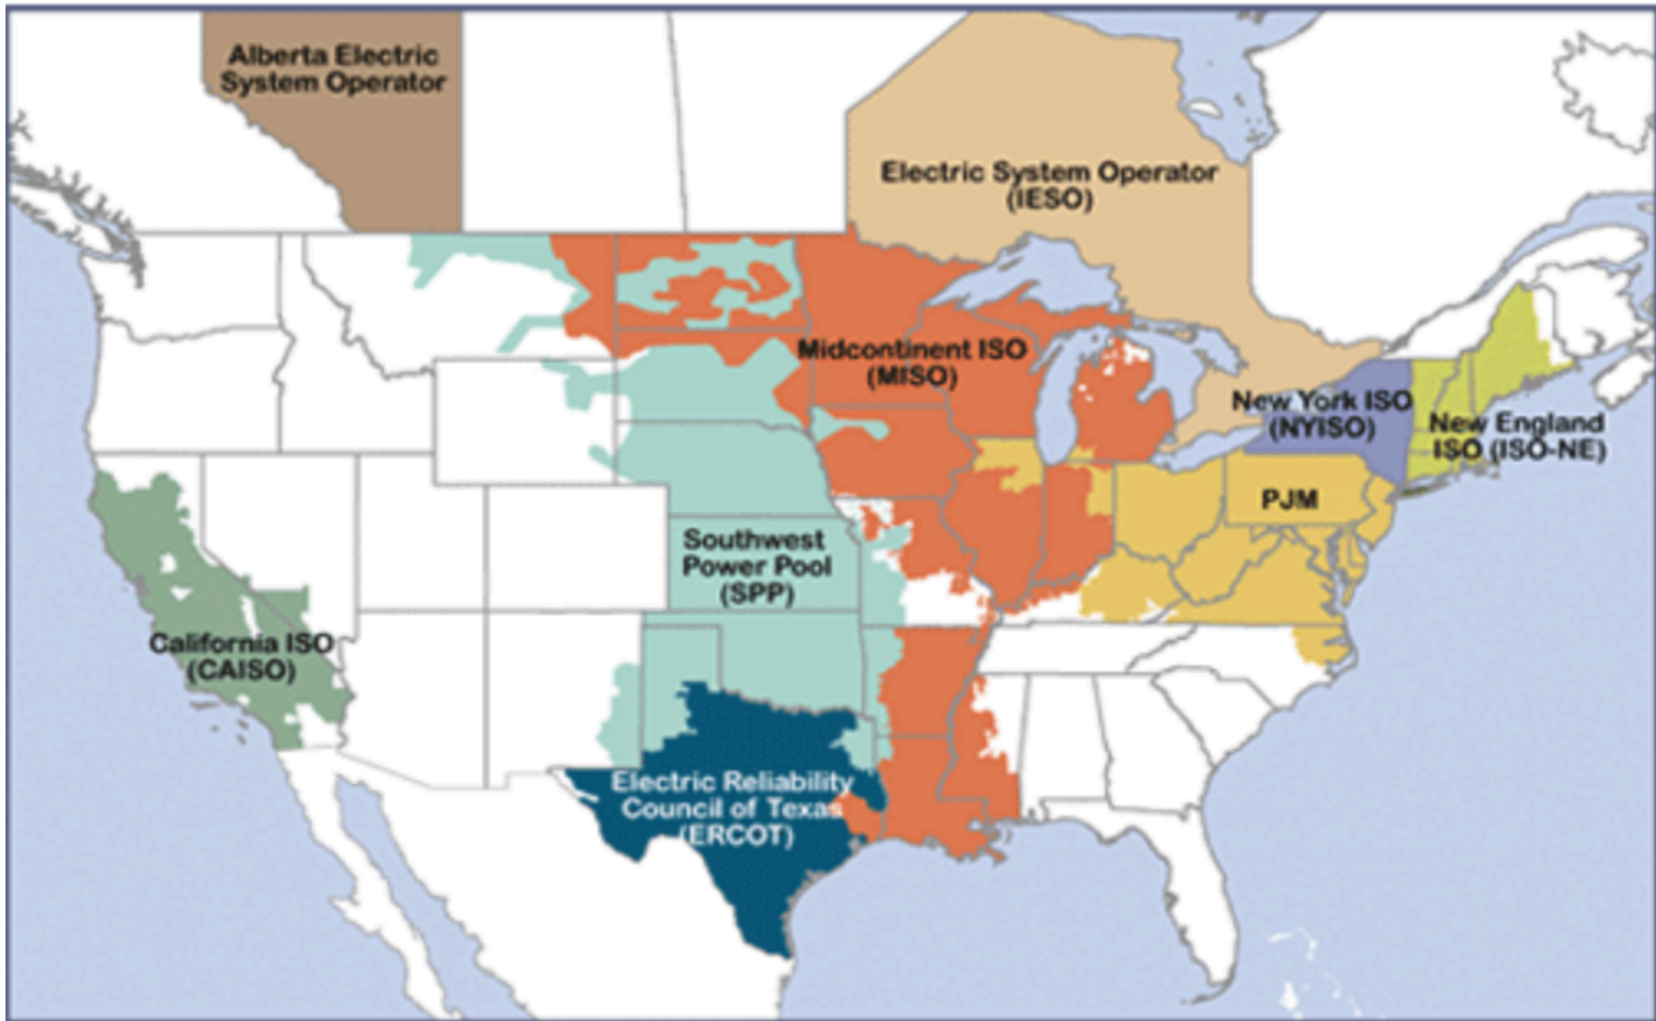 Alberta Electric
System Operator
Electric System Operator
(IESO)
Midcontinent ISO
(MISO)
New York ISO
(NYISO)
New England
ISO (ISO-NE)
PJM
Southwest
Power Pool
(SPP)
California ISO
(CAISO)
Electric Reliability
Council of Texas
(ERCOT)